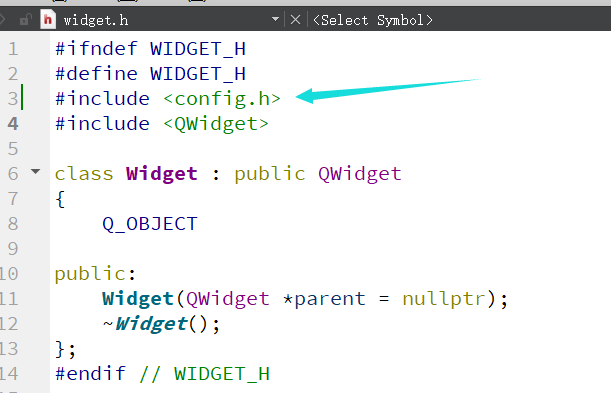 h widget.h <Select Symbol>
1 #ifndef WIDGET_H
2 #define WIDGET_H
3 #include <config.h>
4 #include <QWidget>
5
6 class Widget : public QWidget
7 {
8     Q_OBJECT
9
10 public:
11     Widget(QWidget *parent = nullptr);
12     ~Widget();
13 };
14 #endif // WIDGET_H